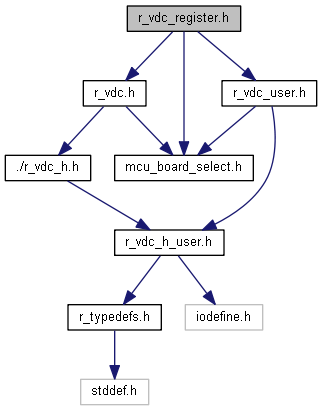 r_vdc_register.h
r_vdc.h
r_vdc_user.h
./r_vdc_h.h
mcu_board_select.h
r_vdc_h_user.h
r_typedefs.h
iodefine.h
stddef.h